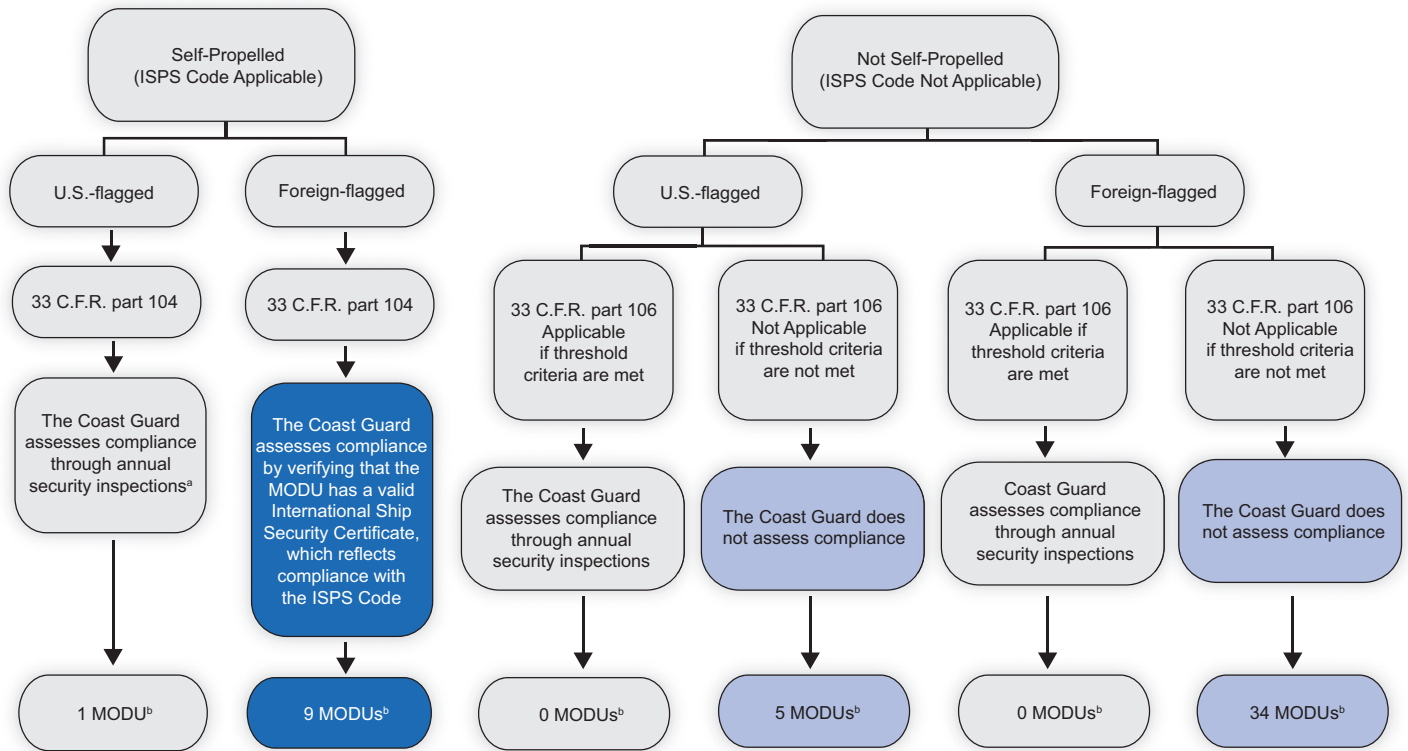 Self-Propelled
(ISPS Code Applicable)
Not Self-Propelled
(ISPS Code Not Applicable)
U.S.-flagged
Foreign-flagged
U.S.-flagged
Foreign-flagged
33 C.F.R. part 104
33 C.F.R. part 104
33 C.F.R. part 106
Applicable
if threshold
criteria are met
33 C.F.R. part 106
Not Applicable
if threshold criteria
are not met
33 C.F.R. part 106
Applicable if
threshold criteria
are met
33 C.F.R. part 106
Not Applicable
if threshold criteria
are not met
The Coast Guard
assesses compliance
through annual
security inspectionsᵃ
The Coast Guard
assesses compliance
by verifying that the
MODU has a valid
International Ship
Security Certificate,
which reflects
compliance with
the ISPS Code
The Coast Guard
assesses compliance
through annual
security inspections
The Coast Guard does
not assess compliance
Coast Guard
assesses compliance
through annual
security inspections
The Coast Guard does
not assess compliance
1 MODUᵇ
9 MODUsᵇ
0 MODUsᵇ
5 MODUsᵇ
0 MODUsᵇ
34 MODUsᵇ